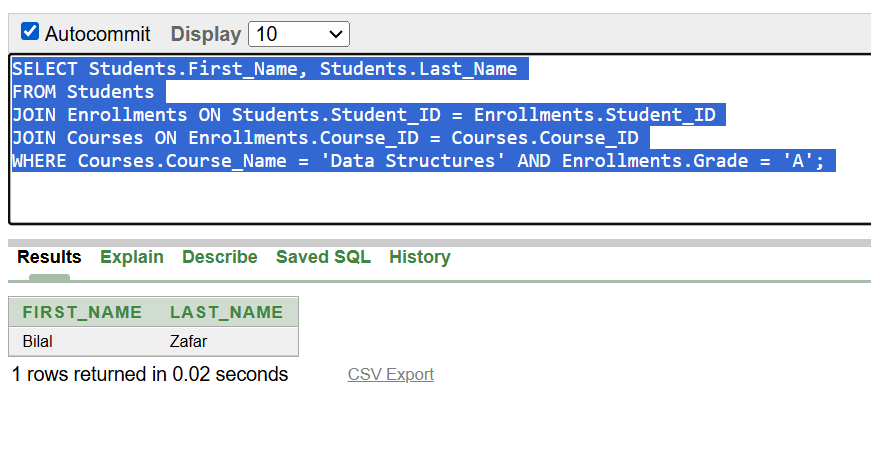 Autocommit Display 10
SELECT Students.First_Name, Students.Last_Name
FROM Students
JOIN Enrollments ON Students.Student_ID = Enrollments.Student_ID
JOIN Courses ON Enrollments.Course_ID = Courses.Course_ID
WHERE Courses.Course_Name = 'Data Structures' AND Enrollments.Grade = 'A';
Results Explain Describe Saved SQL History
FIRST_NAME LAST_NAME
Bilal Zafar
1 rows returned in 0.02 seconds CSV Export